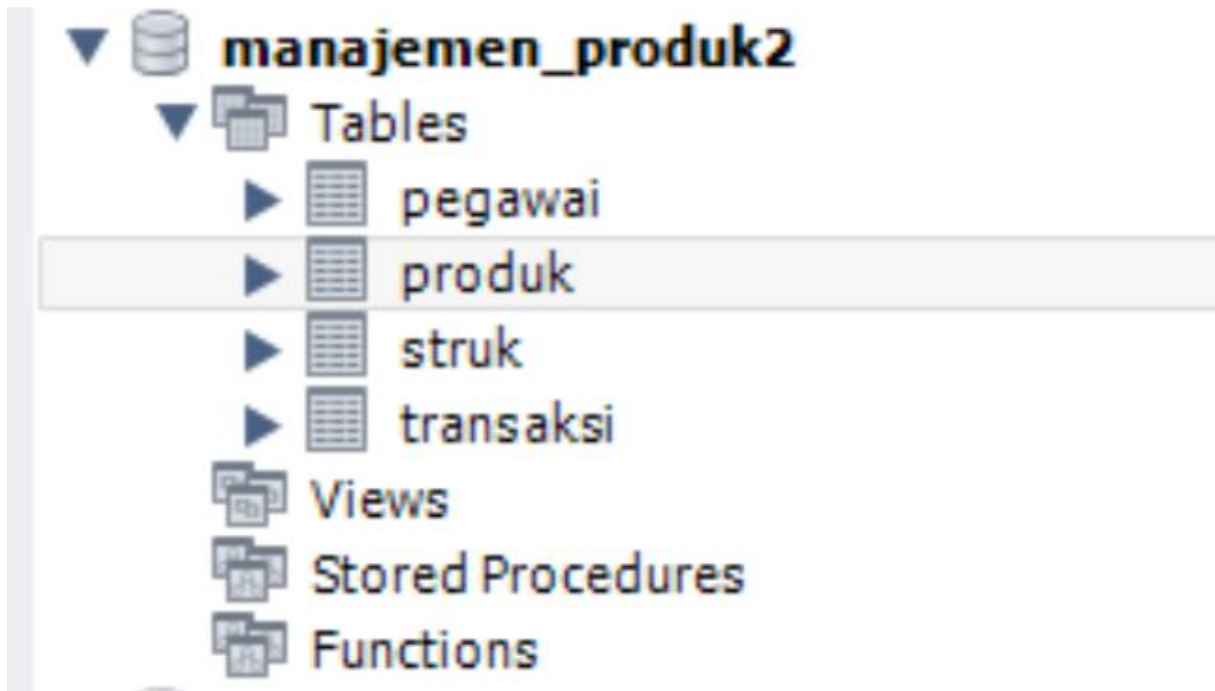 manajemen_produk2
Tables
pegawai
produk
struk
transaksi
Views
Stored Procedures
Functions